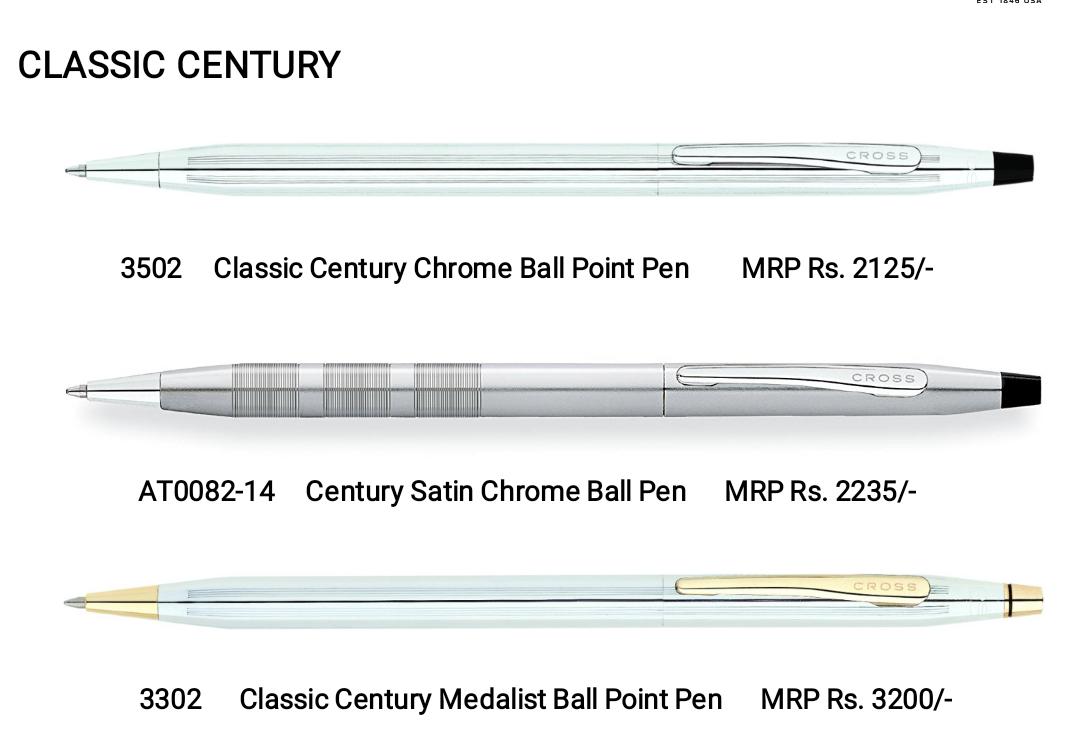 EST 1846 USA
CLASSIC CENTURY
CROSS
3502 Classic Century Chrome Ball Point Pen MRP Rs. 2125/-
CROSS
AT0082-14 Century Satin Chrome Ball Pen MRP Rs. 2235/-
CROSS
3302 Classic Century Medalist Ball Point Pen MRP Rs. 3200/-